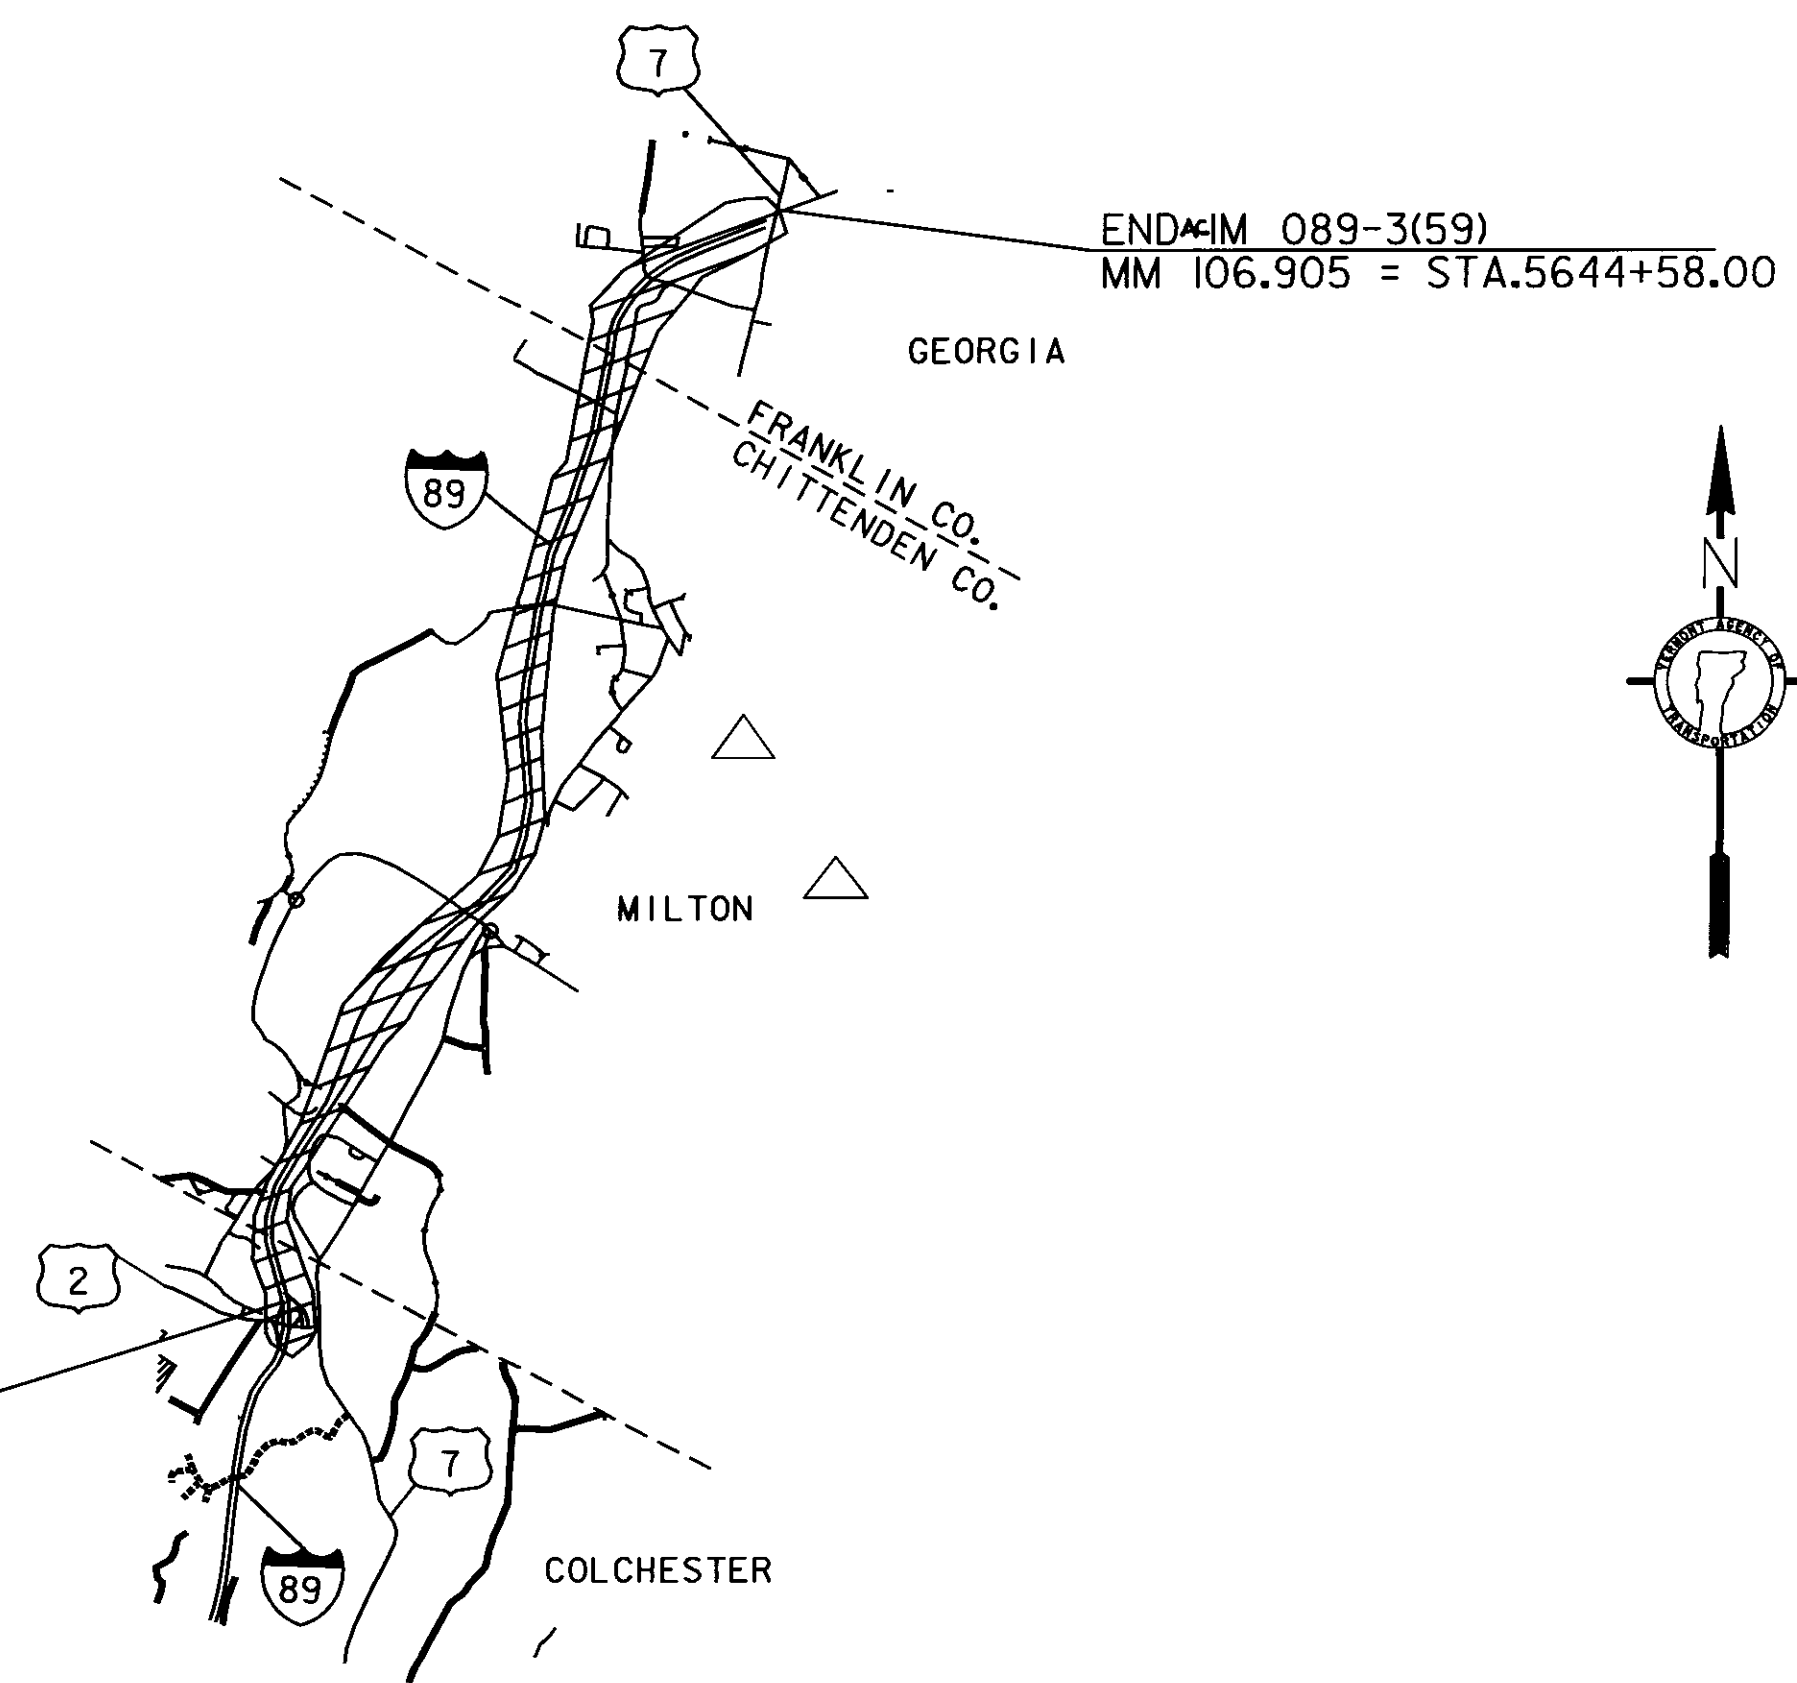 7
END AC IM 089-3(59)
MM 106.905 = STA.5644+58.00
GEORGIA
FRANKLIN CO.
CHITTENDEN CO.
89
N
VERMONT AGENCY OF
TRANSPORTATION
MILTON
2
7
COLCHESTER
89